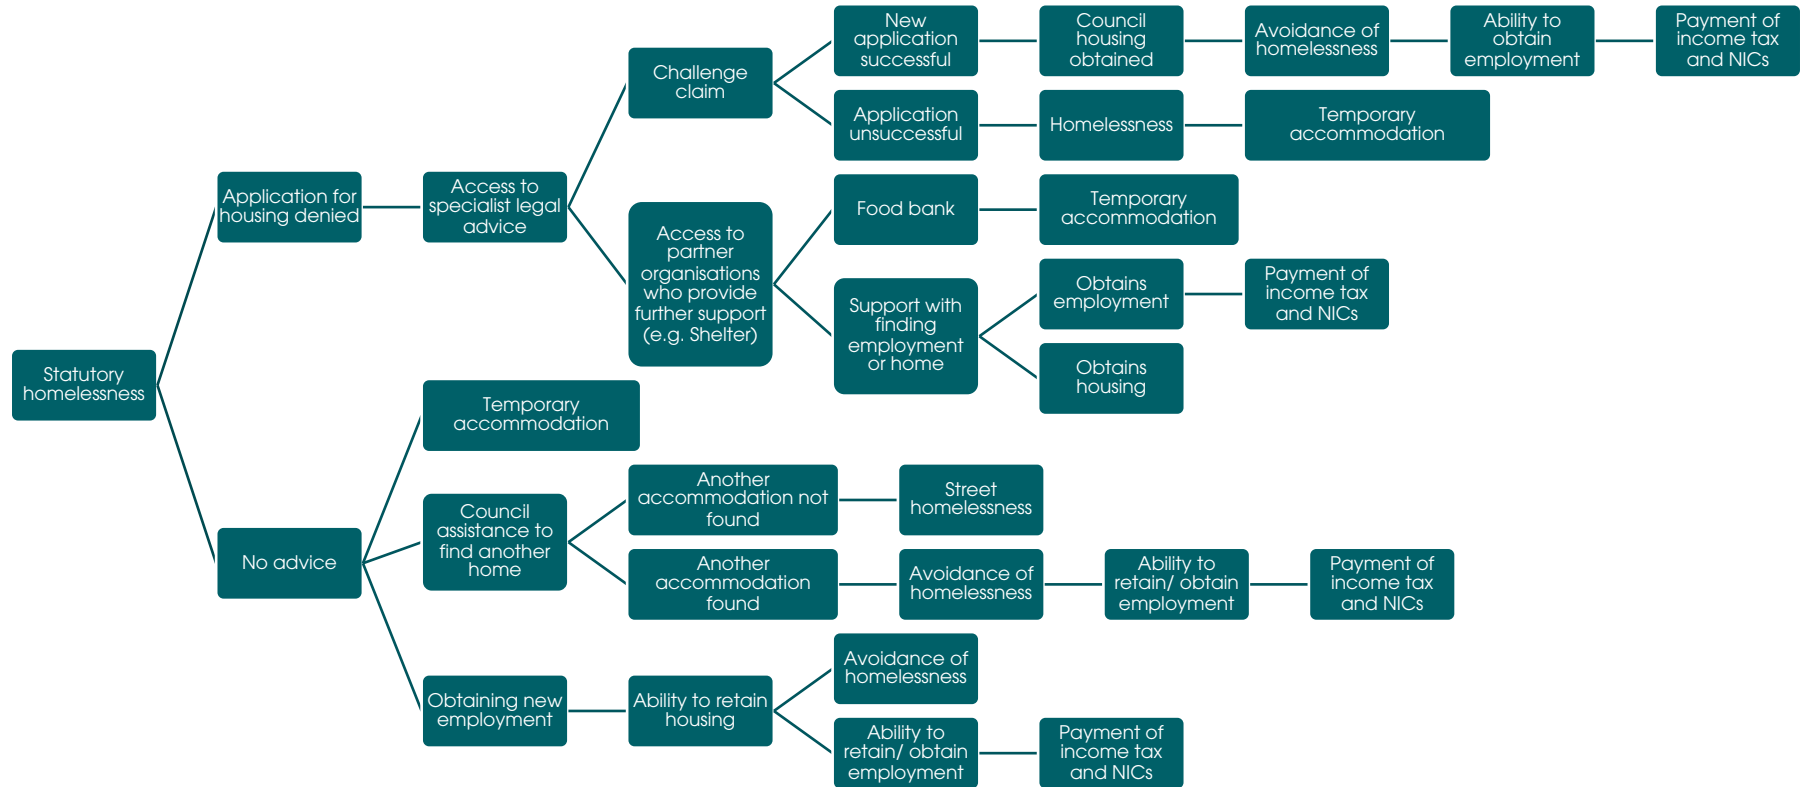 Statutory
homelessness
Application for
housing denied
Access to
specialist legal
advice
Challenge
claim
New
application
successful
Council
housing
obtained
Avoidance of
homelessness
Ability to
obtain
employment
Payment of
income tax
and NICs
Application
unsuccessful
Homelessness
Temporary
accommodation
Access to
partner
organisations
who provide
further support
(e.g. Shelter)
Food bank
Temporary
accommodation
Support with
finding
employment
or home
Obtains
employment
Payment of
income tax
and NICs
Obtains
housing
No advice
Temporary
accommodation
Council
assistance to
find another
home
Another
accommodation not
found
Street
homelessness
Another
accommodation
found
Avoidance of
homelessness
Ability to
retain/ obtain
employment
Payment of
income tax
and NICs
Obtaining new
employment
Ability to retain
housing
Avoidance of
homelessness
Ability to
retain/ obtain
employment
Payment of
income tax
and NICs